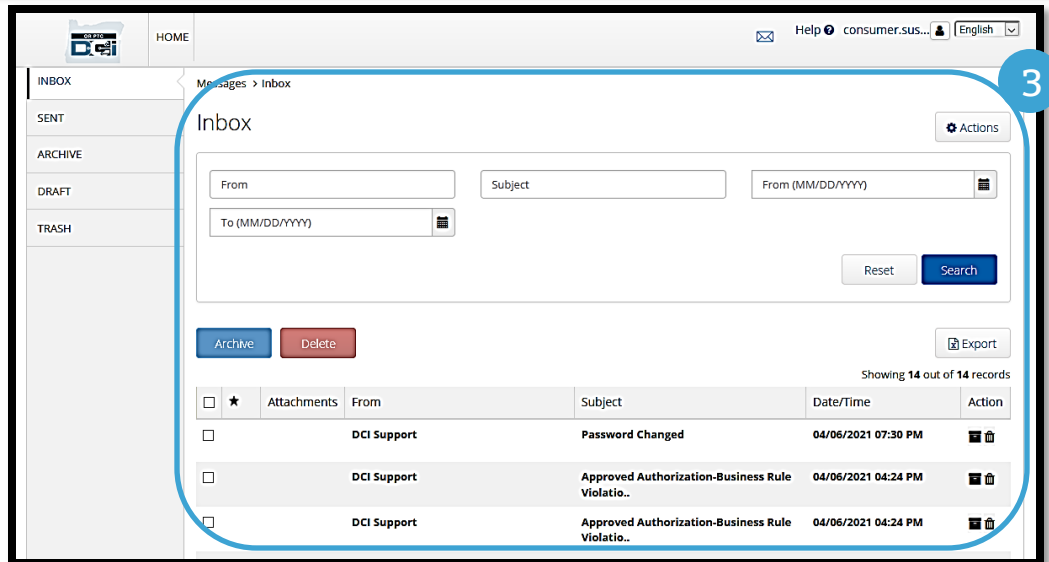 OR PTC
DCi
HOME
Help ? consumer.sus... English
3
INBOX
SENT
ARCHIVE
DRAFT
TRASH
Messages > Inbox
Inbox
Actions
From
Subject
From (MM/DD/YYYY)
To (MM/DD/YYYY)
Reset
Search
Archive
Delete
Export
Showing 14 out of 14 records
★ Attachments From Subject Date/Time Action
DCI Support Password Changed 04/06/2021 07:30 PM
DCI Support Approved Authorization-Business Rule 04/06/2021 04:24 PM
Violatio..
DCI Support Approved Authorization-Business Rule 04/06/2021 04:24 PM
Violatio..